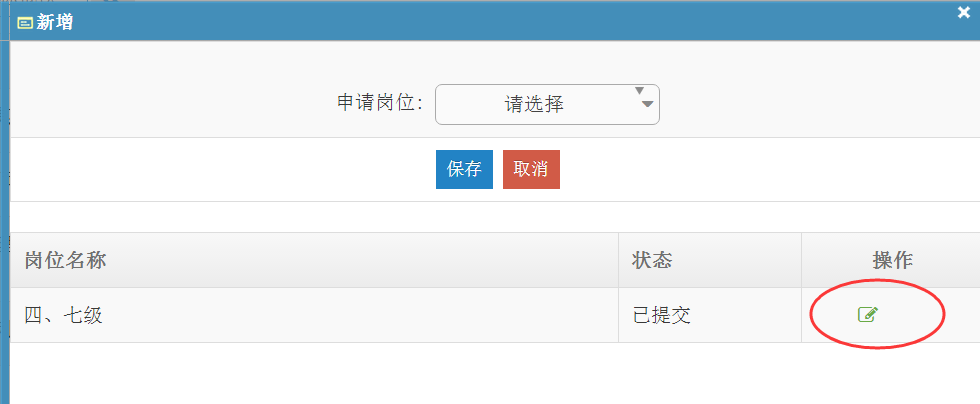 新增
申请岗位:
请选择
保存 取消
岗位名称 状态 操作
四、七级 已提交